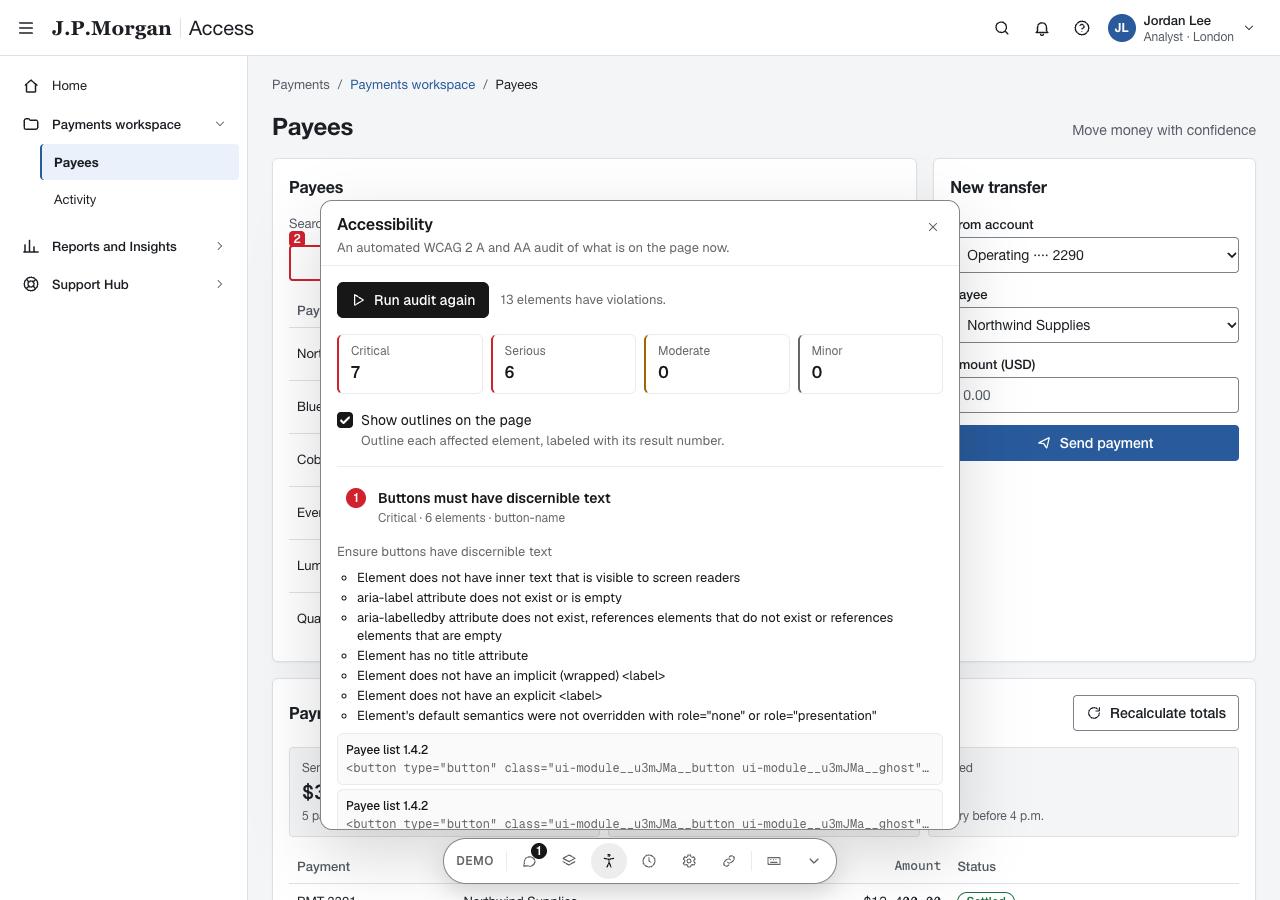 J.P.Morgan Access
JL
Jordan Lee
Analyst · London
Home
Payments workspace
Payees
Activity
Reports and Insights
Support Hub
Payments / Payments workspace / Payees
Payees
Move money with confidence
Payees
2
New transfer
Operating ···· 2290
Northwind Supplies
(USD)
0.00
Send payment
Accessibility
An automated WCAG 2 A and AA audit of what is on the page now.
Run audit again
13 elements have violations.
Critical
7
Serious
6
Moderate
0
Minor
0
Show outlines on the page
Outline each affected element, labeled with its result number.
1
Buttons must have discernible text
Critical · 6 elements · button-name
Ensure buttons have discernible text
Element does not have inner text that is visible to screen readers
aria-label attribute does not exist or is empty
aria-labelledby attribute does not exist, references elements that do not exist or references
elements that are empty
Element has no title attribute
Element does not have an implicit (wrapped) <label>
Element does not have an explicit <label>
Element's default semantics were not overridden with role="none" or role="presentation"
Payee list 1.4.2
<button type="button" class="ui-module__u3mJMa__button ui-module__u3mJMa__ghost"…
Payee list 1.4.2
<button type="button" class="ui-module__u3mJMa__button ui-module__u3mJMa__ghost"…
Recalculate totals
before 4 p.m.
DEMO
1
Payment
Amount
Status